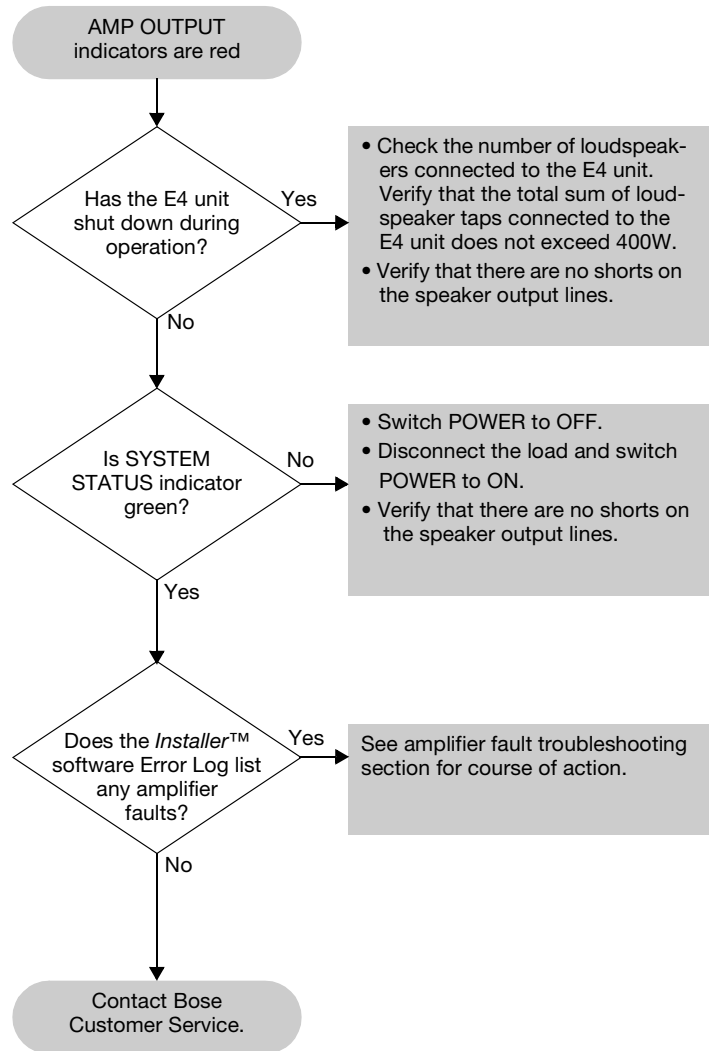 AMP OUTPUT
indicators are red
Has the E4 unit
shut down during
operation?
Yes
• Check the number of loudspeak-
ers connected to the E4 unit.
Verify that the total sum of loud-
speaker taps connected to the
E4 unit does not exceed 400W.
• Verify that there are no shorts on
the speaker output lines.
No
Is SYSTEM
STATUS indicator
green?
No
• Switch POWER to OFF.
• Disconnect the load and switch
POWER to ON.
• Verify that there are no shorts on
the speaker output lines.
Yes
Does the Installer™
software Error Log list
any amplifier
faults?
Yes
See amplifier fault troubleshooting
section for course of action.
No
Contact Bose
Customer Service.